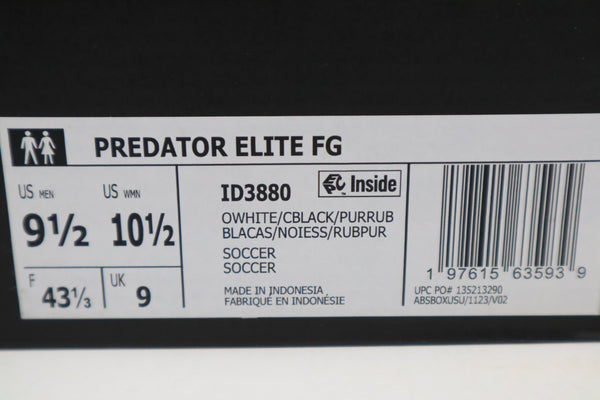 PREDATOR ELITE FG
US MEN
9½
US WMN
10½
F
43⅓
UK
9
ID3880
Inside
OWHITE/CBLACK/PURRUB
BLACAS/NOIESS/RUBPUR
SOCCER
SOCCER
MADE IN INDONESIA
FABRIQUÉ EN INDONÉSIE
1 97615 63593 9
UPC PO# 135213290
ABSBOXUSU/1123/V02